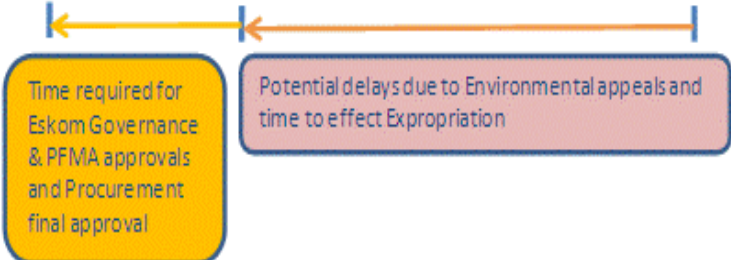 Time required for
Eskom Governance
& PFMA approvals
and Procurement
final approval
Potential delays due to Environmental appeals and
time to effect Expropriation